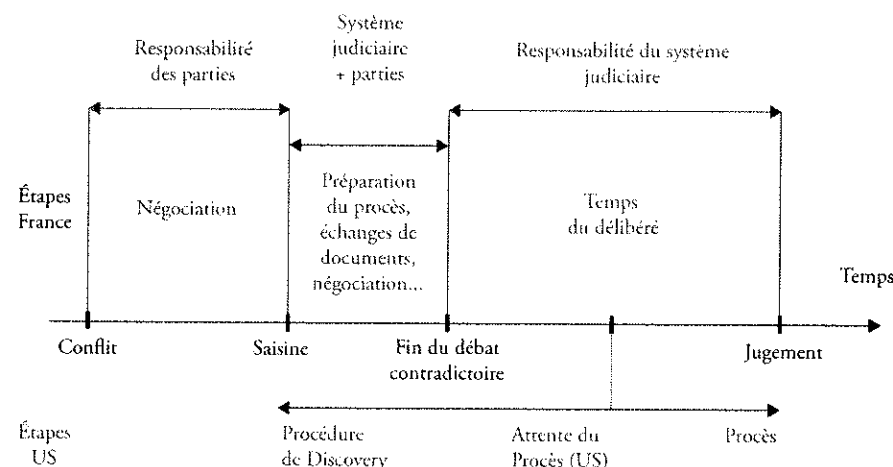 Responsabilité
des parties
Système
judiciaire
+ parties
Responsabilité du système
judiciaire
Étapes
France
Négociation
Préparation
du procès,
échanges de
documents,
négociation...
Temps
du délibéré
Temps
Conflit
Saisine
Fin du débat
contradictoire
Jugement
Étapes
US
Procédure
de Discovery
Attente du
Procès (US)
Procès